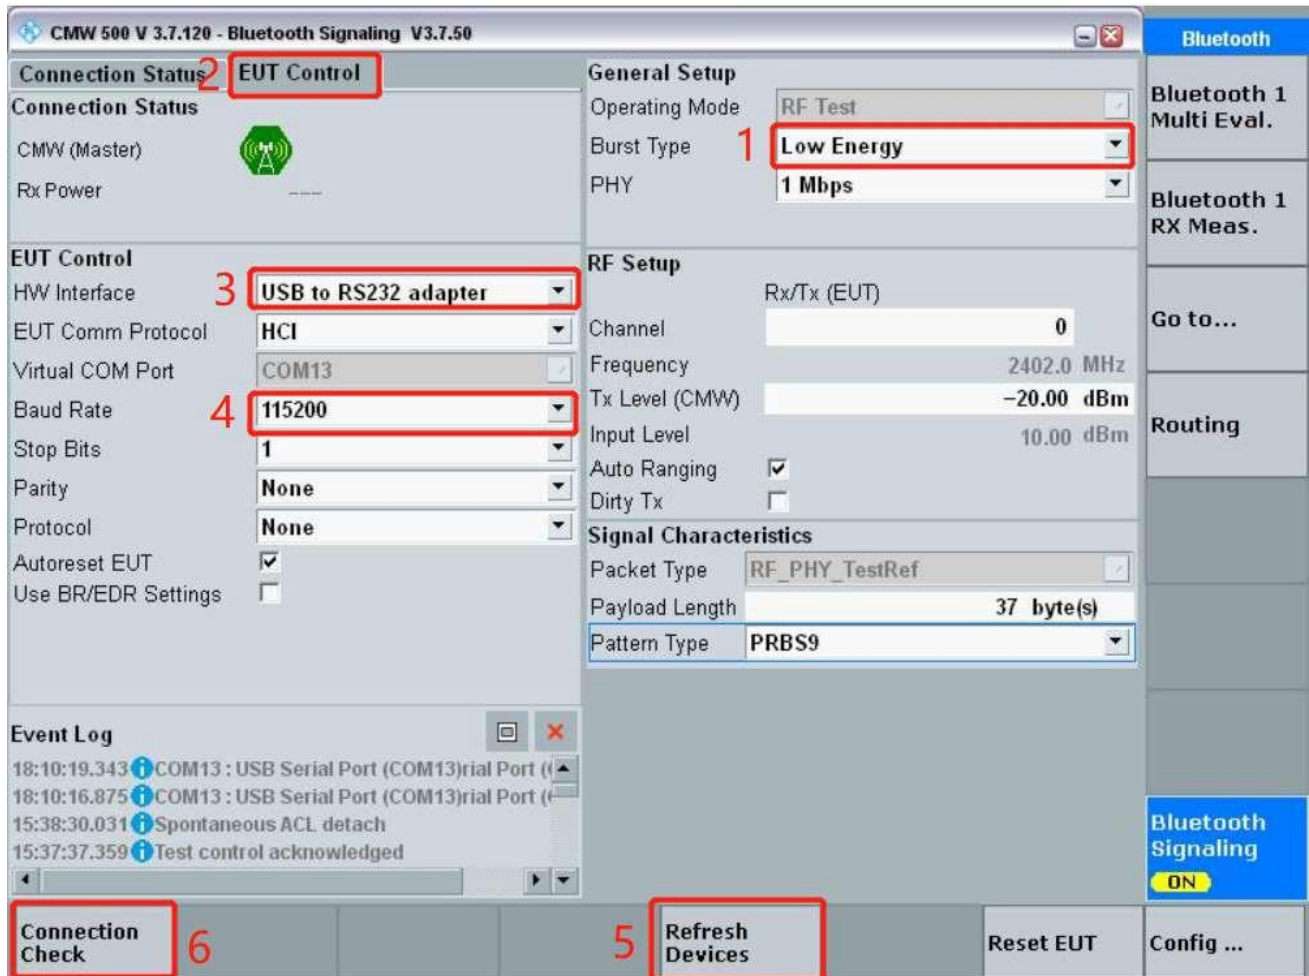 CMW 500 V 3.7.120 - Bluetooth Signaling V3.7.50
Connection Status
2
EUT Control
Connection Status
CMW (Master)
Rx Power
---
EUT Control
HW Interface
3
USB to RS232 adapter
EUT Comm Protocol
HCI
Virtual COM Port
COM13
Baud Rate
4
115200
Stop Bits
1
Parity
None
Protocol
None
Autoreset EUT
Use BR/EDR Settings
Event Log
18:10:19.343 COM13 : USB Serial Port (COM13)rial Port (
18:10:16.875 COM13 : USB Serial Port (COM13)rial Port (
15:38:30.031 Spontaneous ACL detach
15:37:37.359 Test control acknowledged
General Setup
Operating Mode
RF Test
Burst Type
1
Low Energy
PHY
1 Mbps
RF Setup
Rx/Tx (EUT)
Channel
0
Frequency
2402.0 MHz
Tx Level (CMW)
-20.00 dBm
Input Level
10.00 dBm
Auto Ranging
Dirty Tx
Signal Characteristics
Packet Type
RF_PHY_TestRef
Payload Length
37 byte(s)
Pattern Type
PRBS9
Bluetooth
Bluetooth 1
Multi Eval.
Bluetooth 1
RX Meas.
Go to...
Routing
Bluetooth
Signaling
ON
Connection
Check
6
5
Refresh
Devices
Reset EUT
Config ...